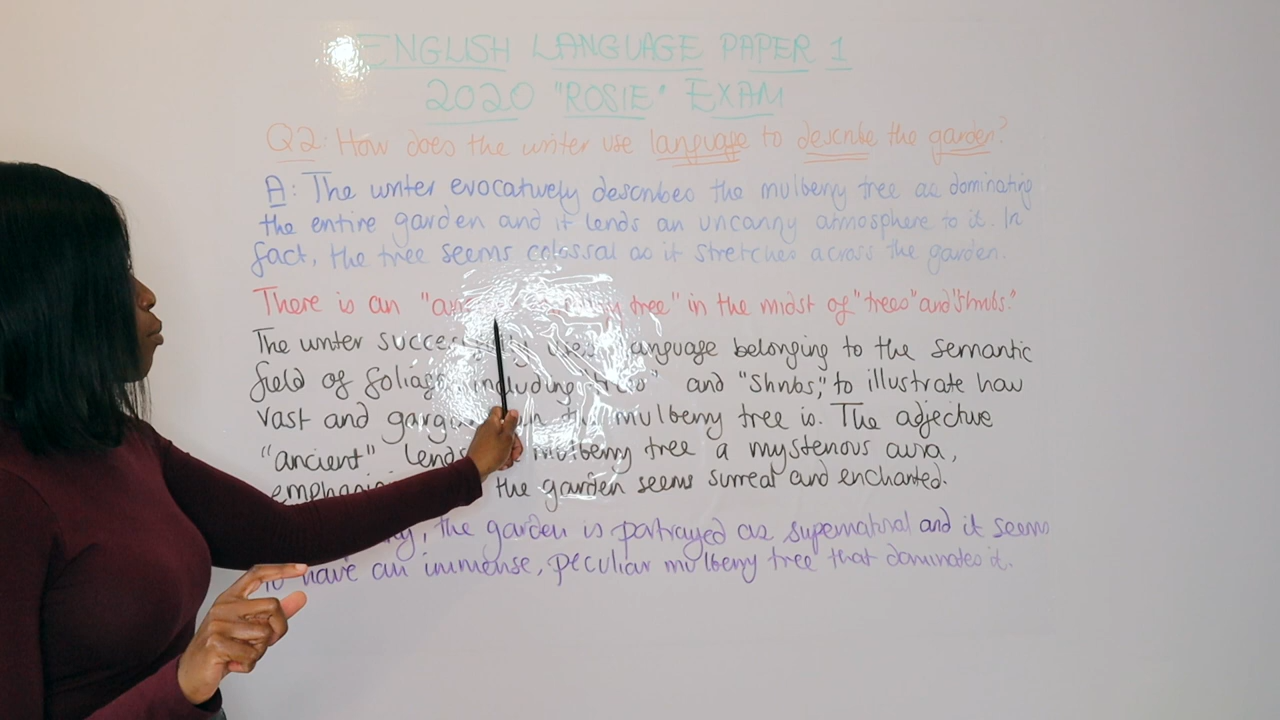 ENGLISH LANGUAGE PAPER 1
2020 "ROSIE" EXAM
Q2: How does the writer use language to describe the garden?
A: The writer evocatively describes the mulberry tree as dominating
the entire garden and it lends an uncanny atmosphere to it. In
fact, the tree seems colossal as it stretches across the garden.
There is an " tree" in the midst of "trees" and "shrubs."
The writer successfully uses language belonging to the semantic
field of foliage, including "trees" and "shrubs," to illustrate how
vast and the mulberry tree is. The adjective
"ancient" lends mulberry tree a mysterious aura,
the garden seems surreal and enchanted.
the garden is portrayed as supernatural and it seems
to have an immense, peculiar mulberry tree that dominates it.